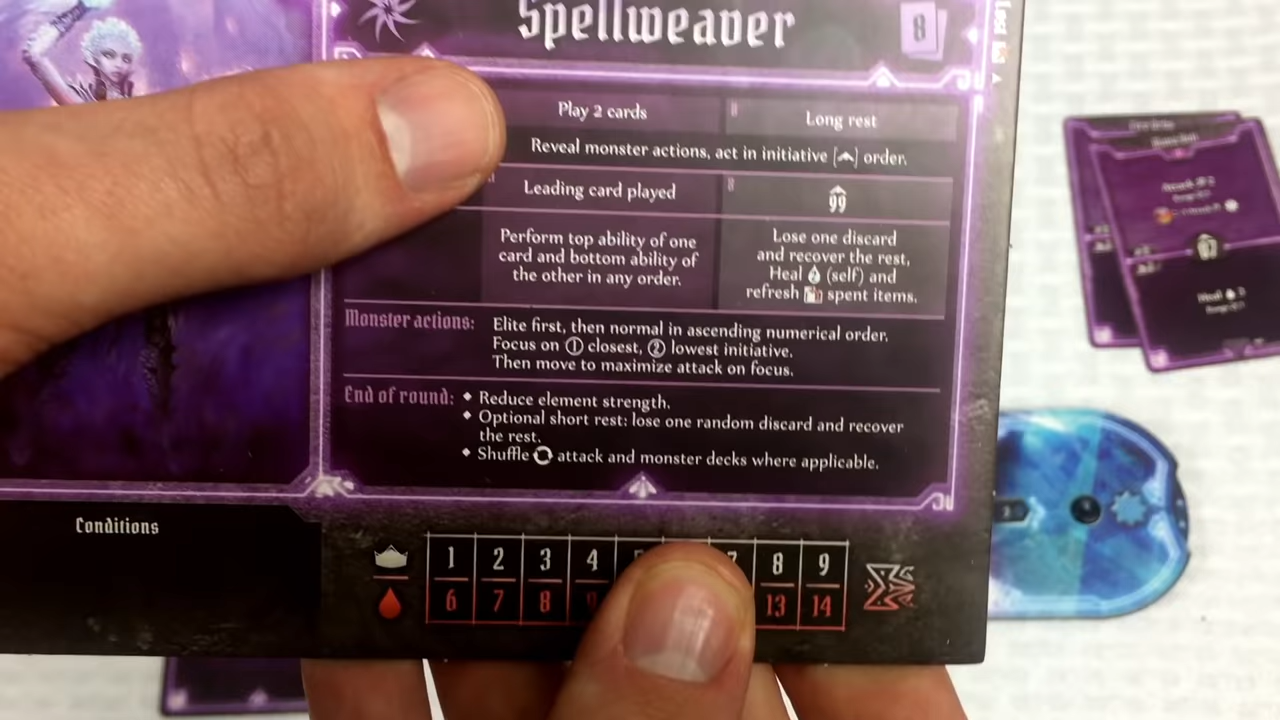 Spellweaver
8
Play 2 cards
Long rest
Reveal monster actions, act in initiative [ ] order.
Leading card played
99
Perform top ability of one
card and bottom ability of
the other in any order.
Lose one discard
and recover the rest,
Heal 2 (self) and
refresh spent items.
Monster actions:
Elite first, then normal in ascending numerical order.
Focus on ① closest, ② lowest initiative.
Then move to maximize attack on focus.
End of round:
◆ Reduce element strength.
◆ Optional short rest: lose one random discard and recover
the rest.
◆ Shuffle attack and monster decks where applicable.
Conditions
1 2 3 4 7 8 9
6 7 8 9 13 14